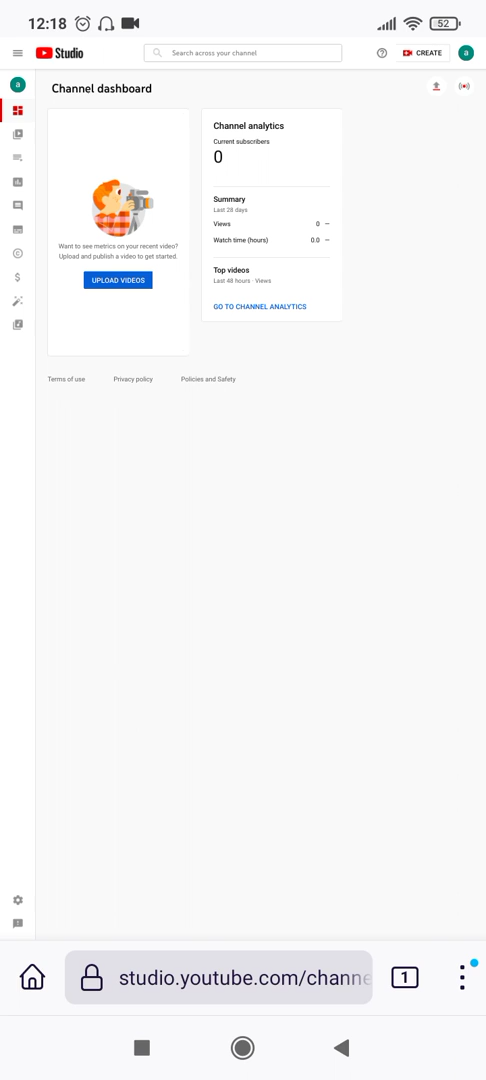 12:18
52
Studio
Search across your channel
CREATE
a
a
Channel dashboard
Want to see metrics on your recent video?
Upload and publish a video to get started.
UPLOAD VIDEOS
Channel analytics
Current subscribers
0
Summary
Last 28 days
Views 0 —
Watch time (hours) 0.0 —
Top videos
Last 48 hours · Views
GO TO CHANNEL ANALYTICS
Terms of use Privacy policy Policies and Safety
studio.youtube.com/channe
1